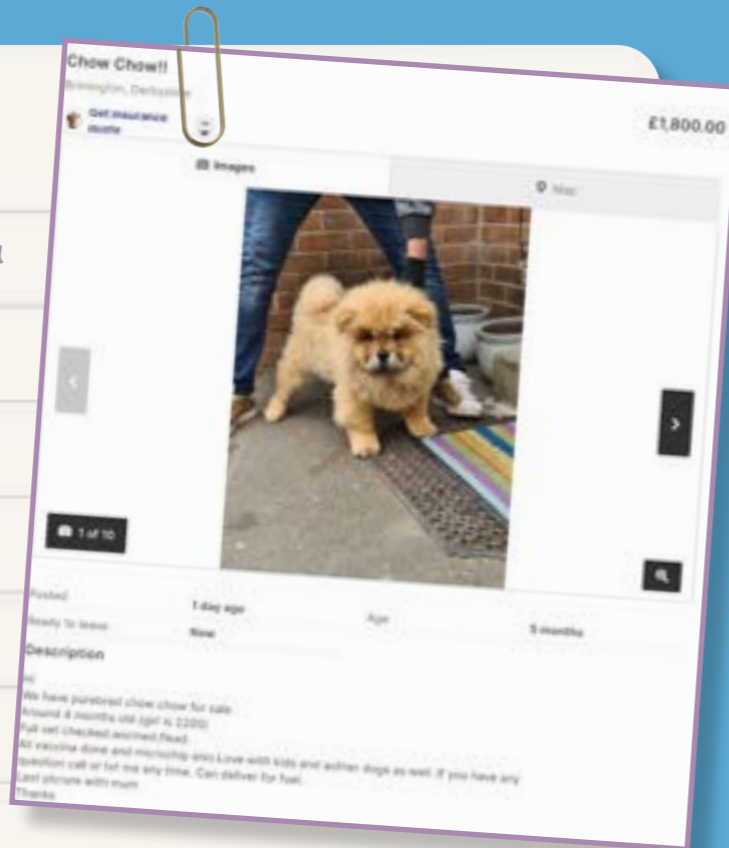 Chow Chow!!
Brimington, Derbyshire
Get insurance
quote
£1,800.00
Images
Map
1 of 10
Posted
1 day ago
Age
5 months
Ready to leave
Now
Description
Hi
We have purebred chow chow for sale
Around 4 months old (girl is 2200)
Full vet checked,wormed,flead.
All vaccine done and microchip also.Love with kids and other dogs as well. If you have any
question call or txt me any time. Can deliver for fuel.
Last picture with mum
Thanks